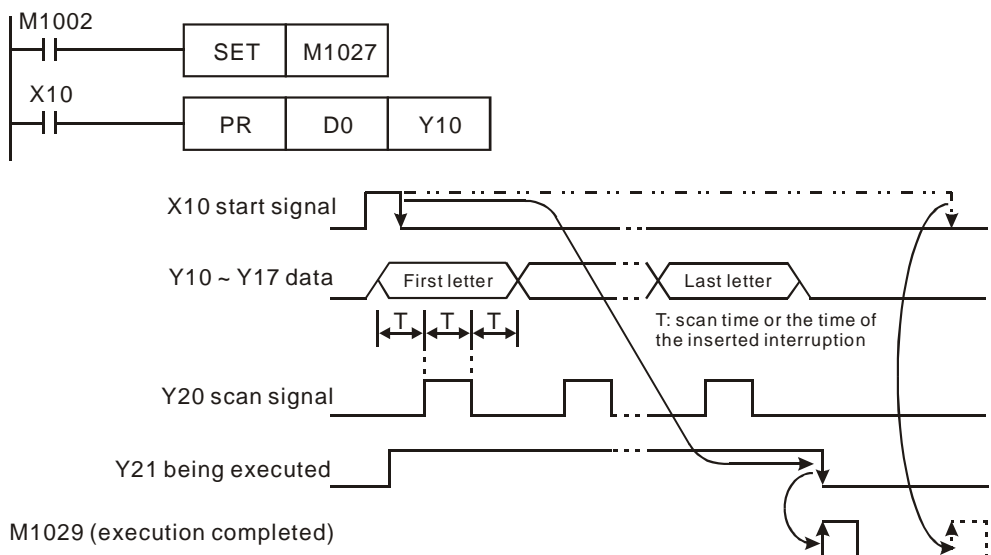 M1002
SET M1027
X10
PR D0 Y10
X10 start signal
Y10 ~ Y17 data
First letter
Last letter
T T T
T: scan time or the time of
the inserted interruption
Y20 scan signal
Y21 being executed
M1029 (execution completed)